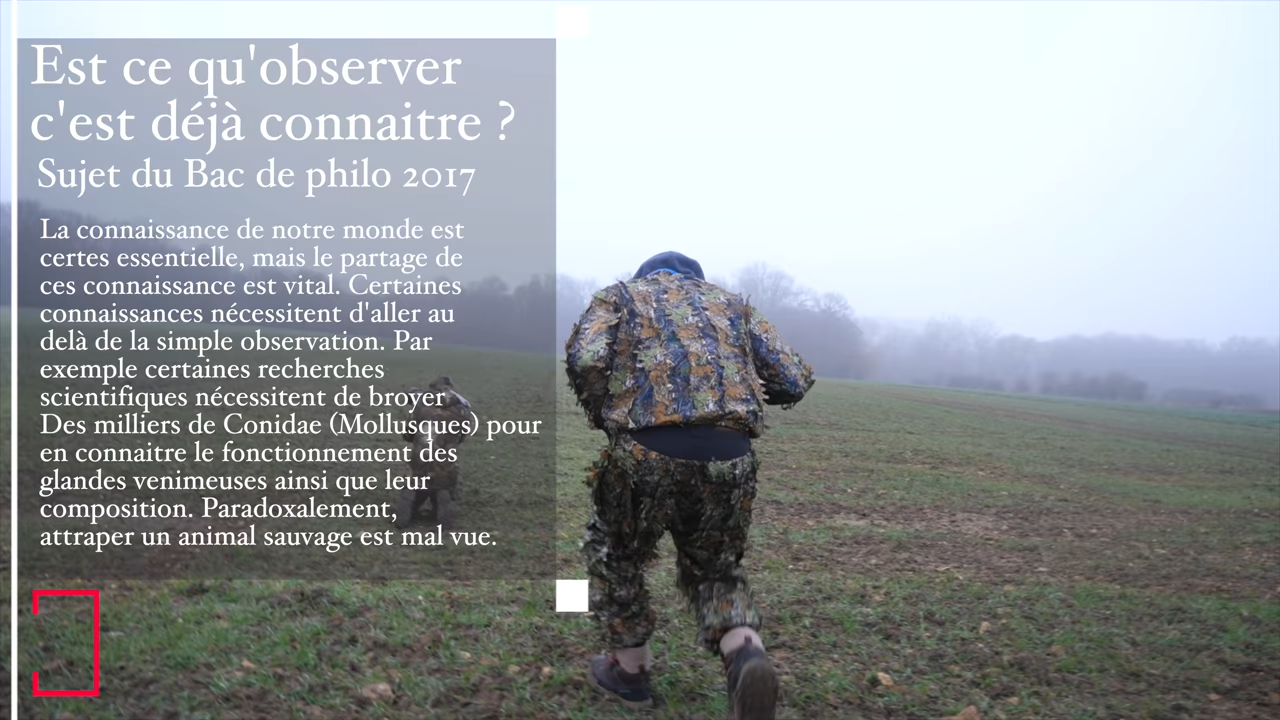 Est ce qu'observer
c'est déjà connaitre ?
Sujet du Bac de philo 2017
La connaissance de notre monde est
certes essentielle, mais le partage de
ces connaissance est vital. Certaines
connaissances nécessitent d'aller au
delà de la simple observation. Par
exemple certaines recherches
scientifiques nécessitent de broyer
Des milliers de Conidae (Mollusques) pour
en connaitre le fonctionnement des
glandes venimeuses ainsi que leur
composition. Paradoxalement,
attraper un animal sauvage est mal vue.